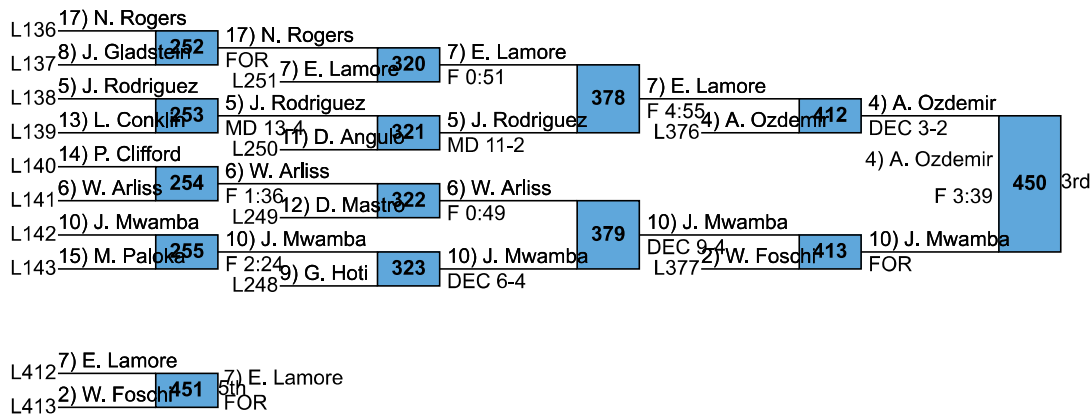 L136 17) N. Rogers
L137 8) J. Gladstein
252
L138 5) J. Rodriguez
L139 13) L. Conklin
253
L140 14) P. Clifford
L141 6) W. Arliss
254
L142 10) J. Mwamba
L143 15) M. Paloka
255
17) N. Rogers
FOR
L251 7) E. Lamore
320
5) J. Rodriguez
MD 13-4
L250 11) D. Angulo
321
6) W. Arliss
F 1:36
L249 12) D. Mastro
322
10) J. Mwamba
F 2:24
L248 9) G. Hoti
323
7) E. Lamore
F 0:51
5) J. Rodriguez
MD 11-2
378
6) W. Arliss
F 0:49
10) J. Mwamba
DEC 6-4
379
7) E. Lamore
F 4:55
L376 4) A. Ozdemir
412
10) J. Mwamba
DEC 9-4
L377 2) W. Foschi
413
4) A. Ozdemir
DEC 3-2
10) J. Mwamba
FOR
450
4) A. Ozdemir
F 3:39
3rd
L412 7) E. Lamore
L413 2) W. Foschi
451
5th
7) E. Lamore
FOR